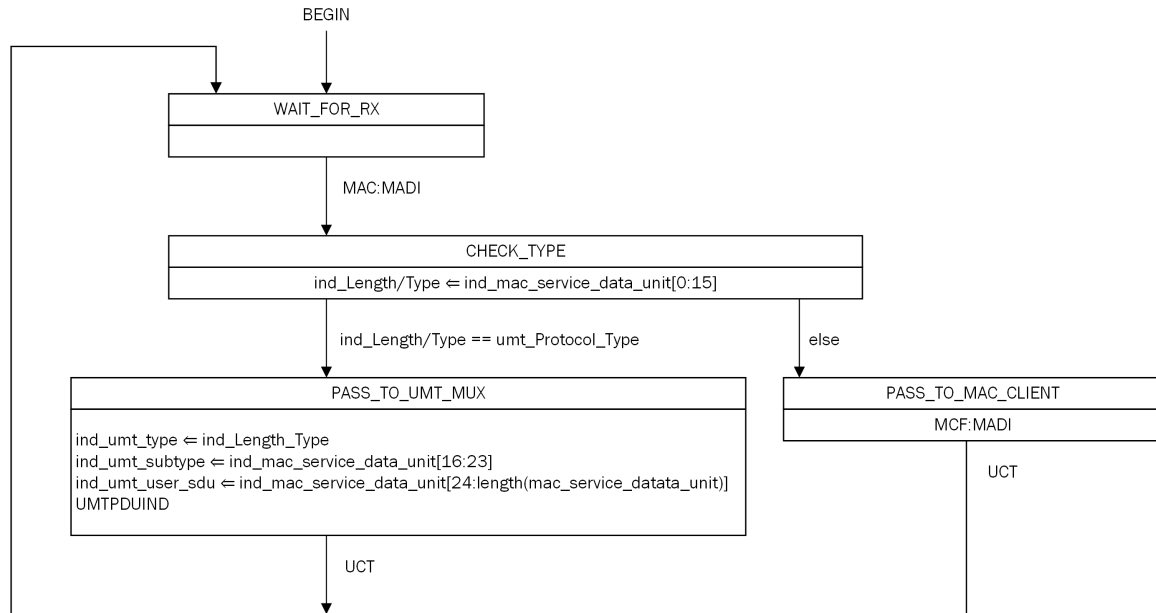 BEGIN
WAIT_FOR_RX
MAC:MADI
CHECK_TYPE
ind_Length/Type ⇐ ind_mac_service_data_unit[0:15]
ind_Length/Type == umt_Protocol_Type
else
PASS_TO_UMT_MUX
ind_umt_type ⇐ ind_Length_Type
ind_umt_subtype ⇐ ind_mac_service_data_unit[16:23]
ind_umt_user_sdu ⇐ ind_mac_service_data_unit[24:length(mac_service_datata_unit)]
UMTPDUIND
UCT
PASS_TO_MAC_CLIENT
MCF:MADI
UCT